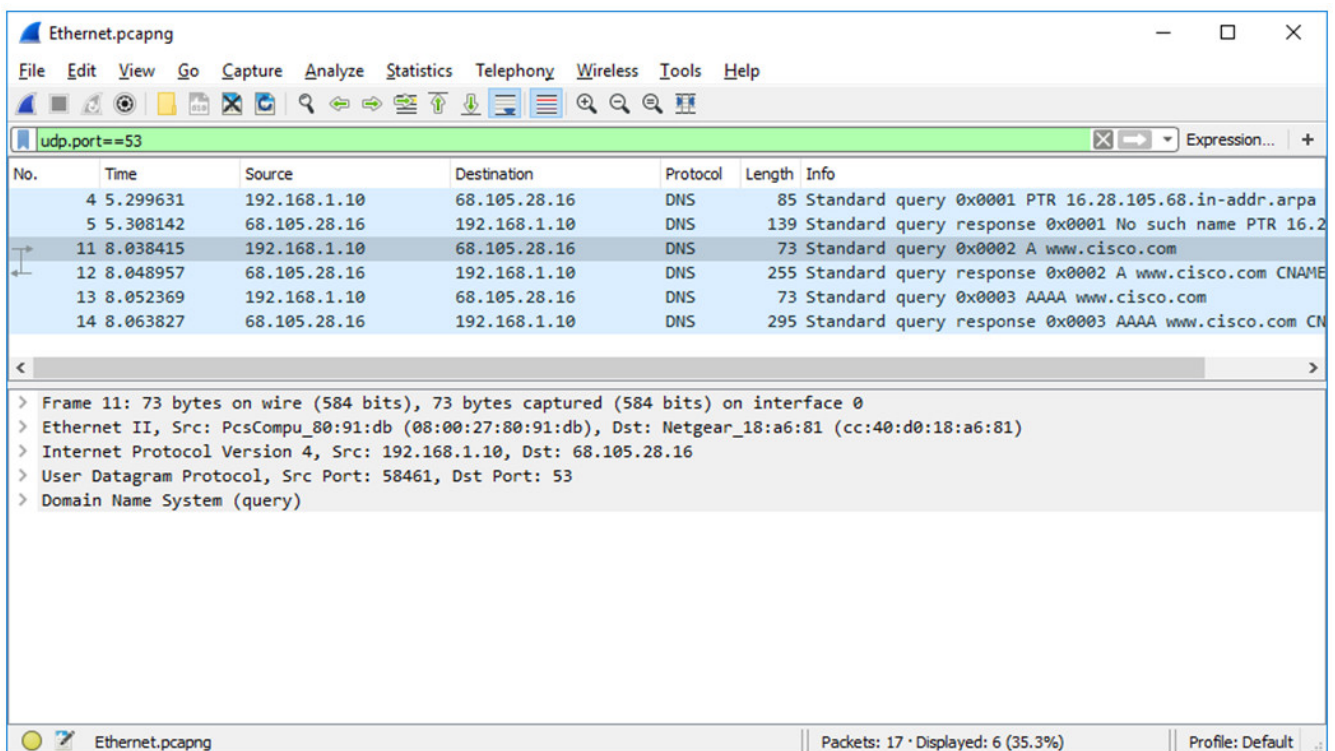 Ethernet.pcapng
File Edit View Go Capture Analyze Statistics Telephony Wireless Tools Help
udp.port==53 Expression... +
No. Time Source Destination Protocol Length Info
4 5.299631 192.168.1.10 68.105.28.16 DNS 85 Standard query 0x0001 PTR 16.28.105.68.in-addr.arpa
5 5.308142 68.105.28.16 192.168.1.10 DNS 139 Standard query response 0x0001 No such name PTR 16.2
11 8.038415 192.168.1.10 68.105.28.16 DNS 73 Standard query 0x0002 A www.cisco.com
12 8.048957 68.105.28.16 192.168.1.10 DNS 255 Standard query response 0x0002 A www.cisco.com CNAME
13 8.052369 192.168.1.10 68.105.28.16 DNS 73 Standard query 0x0003 AAAA www.cisco.com
14 8.063827 68.105.28.16 192.168.1.10 DNS 295 Standard query response 0x0003 AAAA www.cisco.com CN
> Frame 11: 73 bytes on wire (584 bits), 73 bytes captured (584 bits) on interface 0
> Ethernet II, Src: PcsCompu_80:91:db (08:00:27:80:91:db), Dst: Netgear_18:a6:81 (cc:40:d0:18:a6:81)
> Internet Protocol Version 4, Src: 192.168.1.10, Dst: 68.105.28.16
> User Datagram Protocol, Src Port: 58461, Dst Port: 53
> Domain Name System (query)
Ethernet.pcapng Packets: 17 · Displayed: 6 (35.3%) Profile: Default